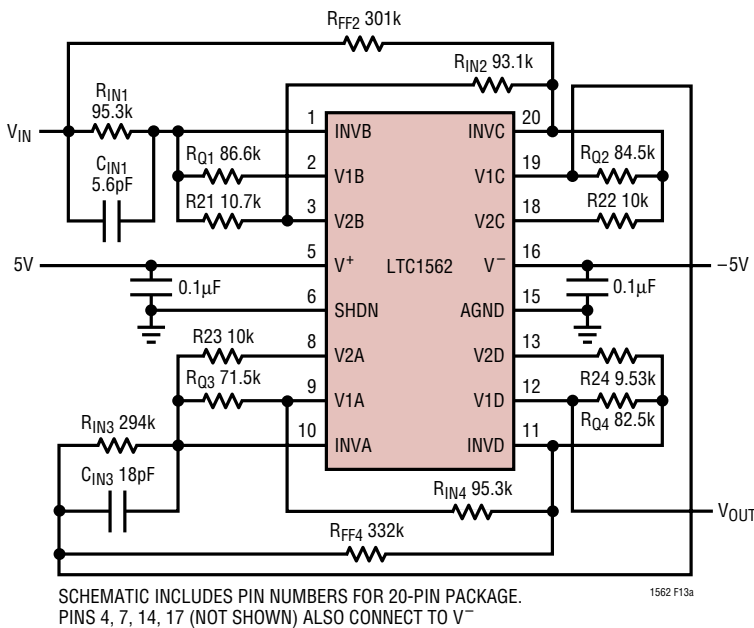 RFF2 301k
RIN2 93.1k
RIN1
95.3k
VIN
CIN1
5.6pF
RQ1 86.6k
R21 10.7k
1
2
3
5
6
8
9
10
INVB
V1B
V2B
V+
SHDN
V2A
V1A
INVA
LTC1562
INVC
V1C
V2C
V−
AGND
V2D
V1D
INVD
20
19
18
16
15
13
12
11
RQ2 84.5k
R22 10k
5V
−5V
0.1µF
0.1µF
R23 10k
RQ3 71.5k
R24 9.53k
RQ4 82.5k
RIN3 294k
CIN3 18pF
RIN4 95.3k
VOUT
RFF4 332k
SCHEMATIC INCLUDES PIN NUMBERS FOR 20-PIN PACKAGE.
PINS 4, 7, 14, 17 (NOT SHOWN) ALSO CONNECT TO V−
1562 F13a